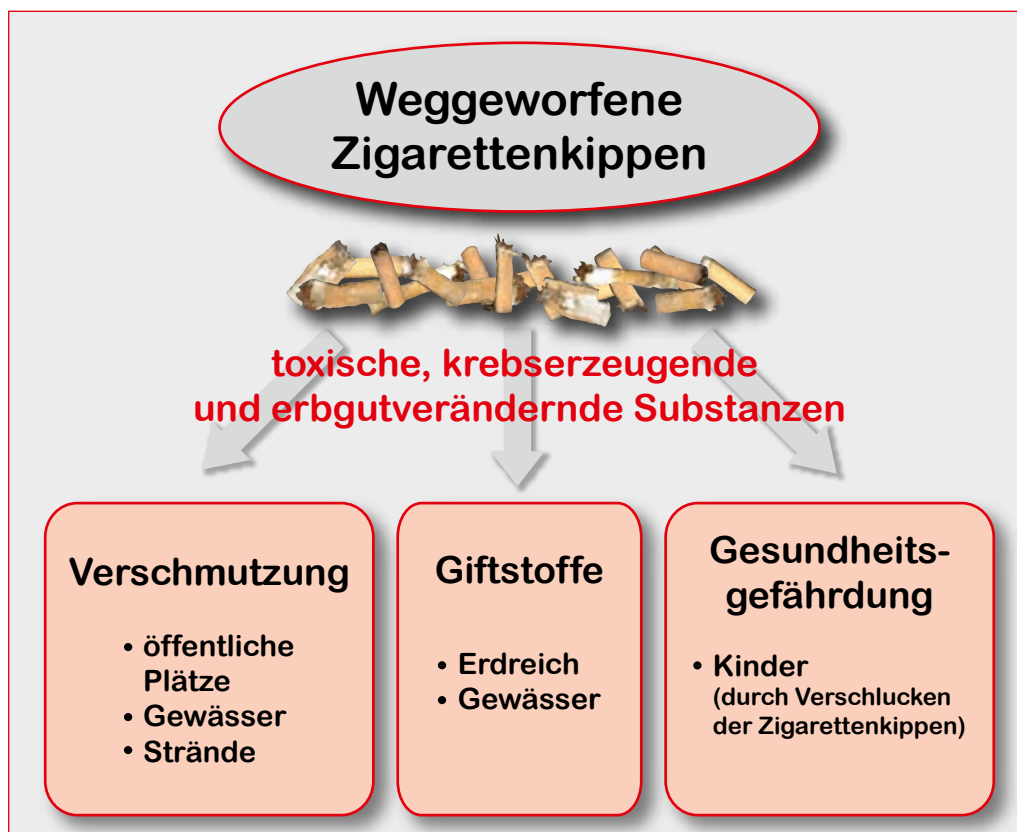 Weggeworfene
Zigarettenkippen
toxische, krebserzeugende
und erbgutverändernde Substanzen
Verschmutzung
• öffentliche
Plätze
• Gewässer
• Strände
Giftstoffe
• Erdreich
• Gewässer
Gesundheits-
gefährdung
• Kinder
(durch Verschlucken
der Zigarettenkippen)